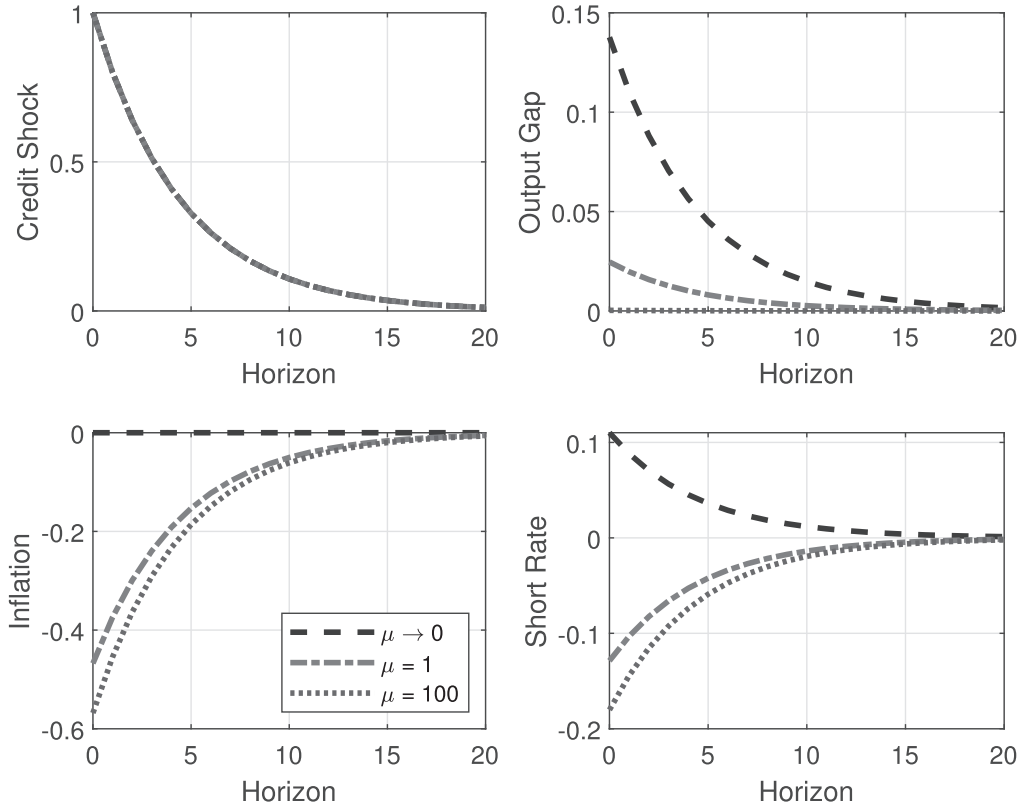 Credit Shock
1
0.5
0
0 5 10 15 20
Horizon
Output Gap
0.15
0.1
0.05
0
0 5 10 15 20
Horizon
Inflation
0
-0.2
-0.4
-0.6
0 5 10 15 20
Horizon
μ → 0
μ = 1
μ = 100
Short Rate
0.1
0
-0.1
-0.2
0 5 10 15 20
Horizon